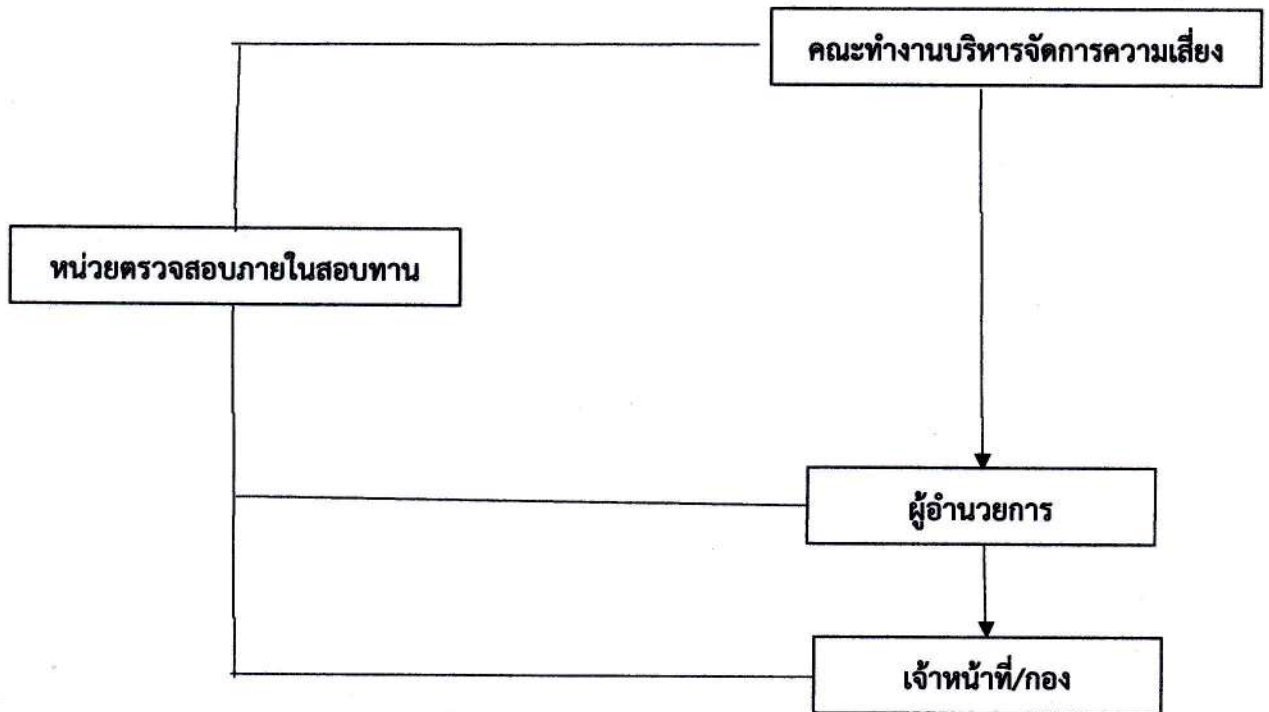 คณะทำงานบริหารจัดการความเสี่ยง
หน่วยตรวจสอบภายในสอบทาน
ผู้อำนวยการ
เจ้าหน้าที่/กอง